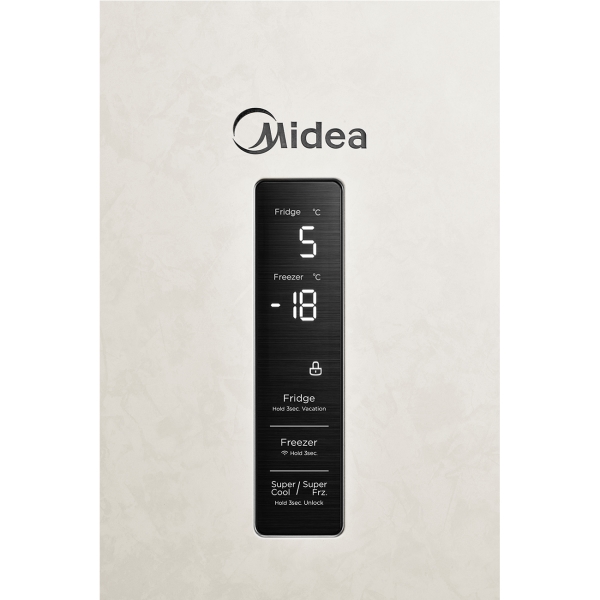 Midea
Fridge °C
5
Freezer °C
-18
Fridge
Hold 3sec. Vacation
Freezer
Hold 3sec.
Super Cool / Super Frz.
Hold 3sec. Unlock